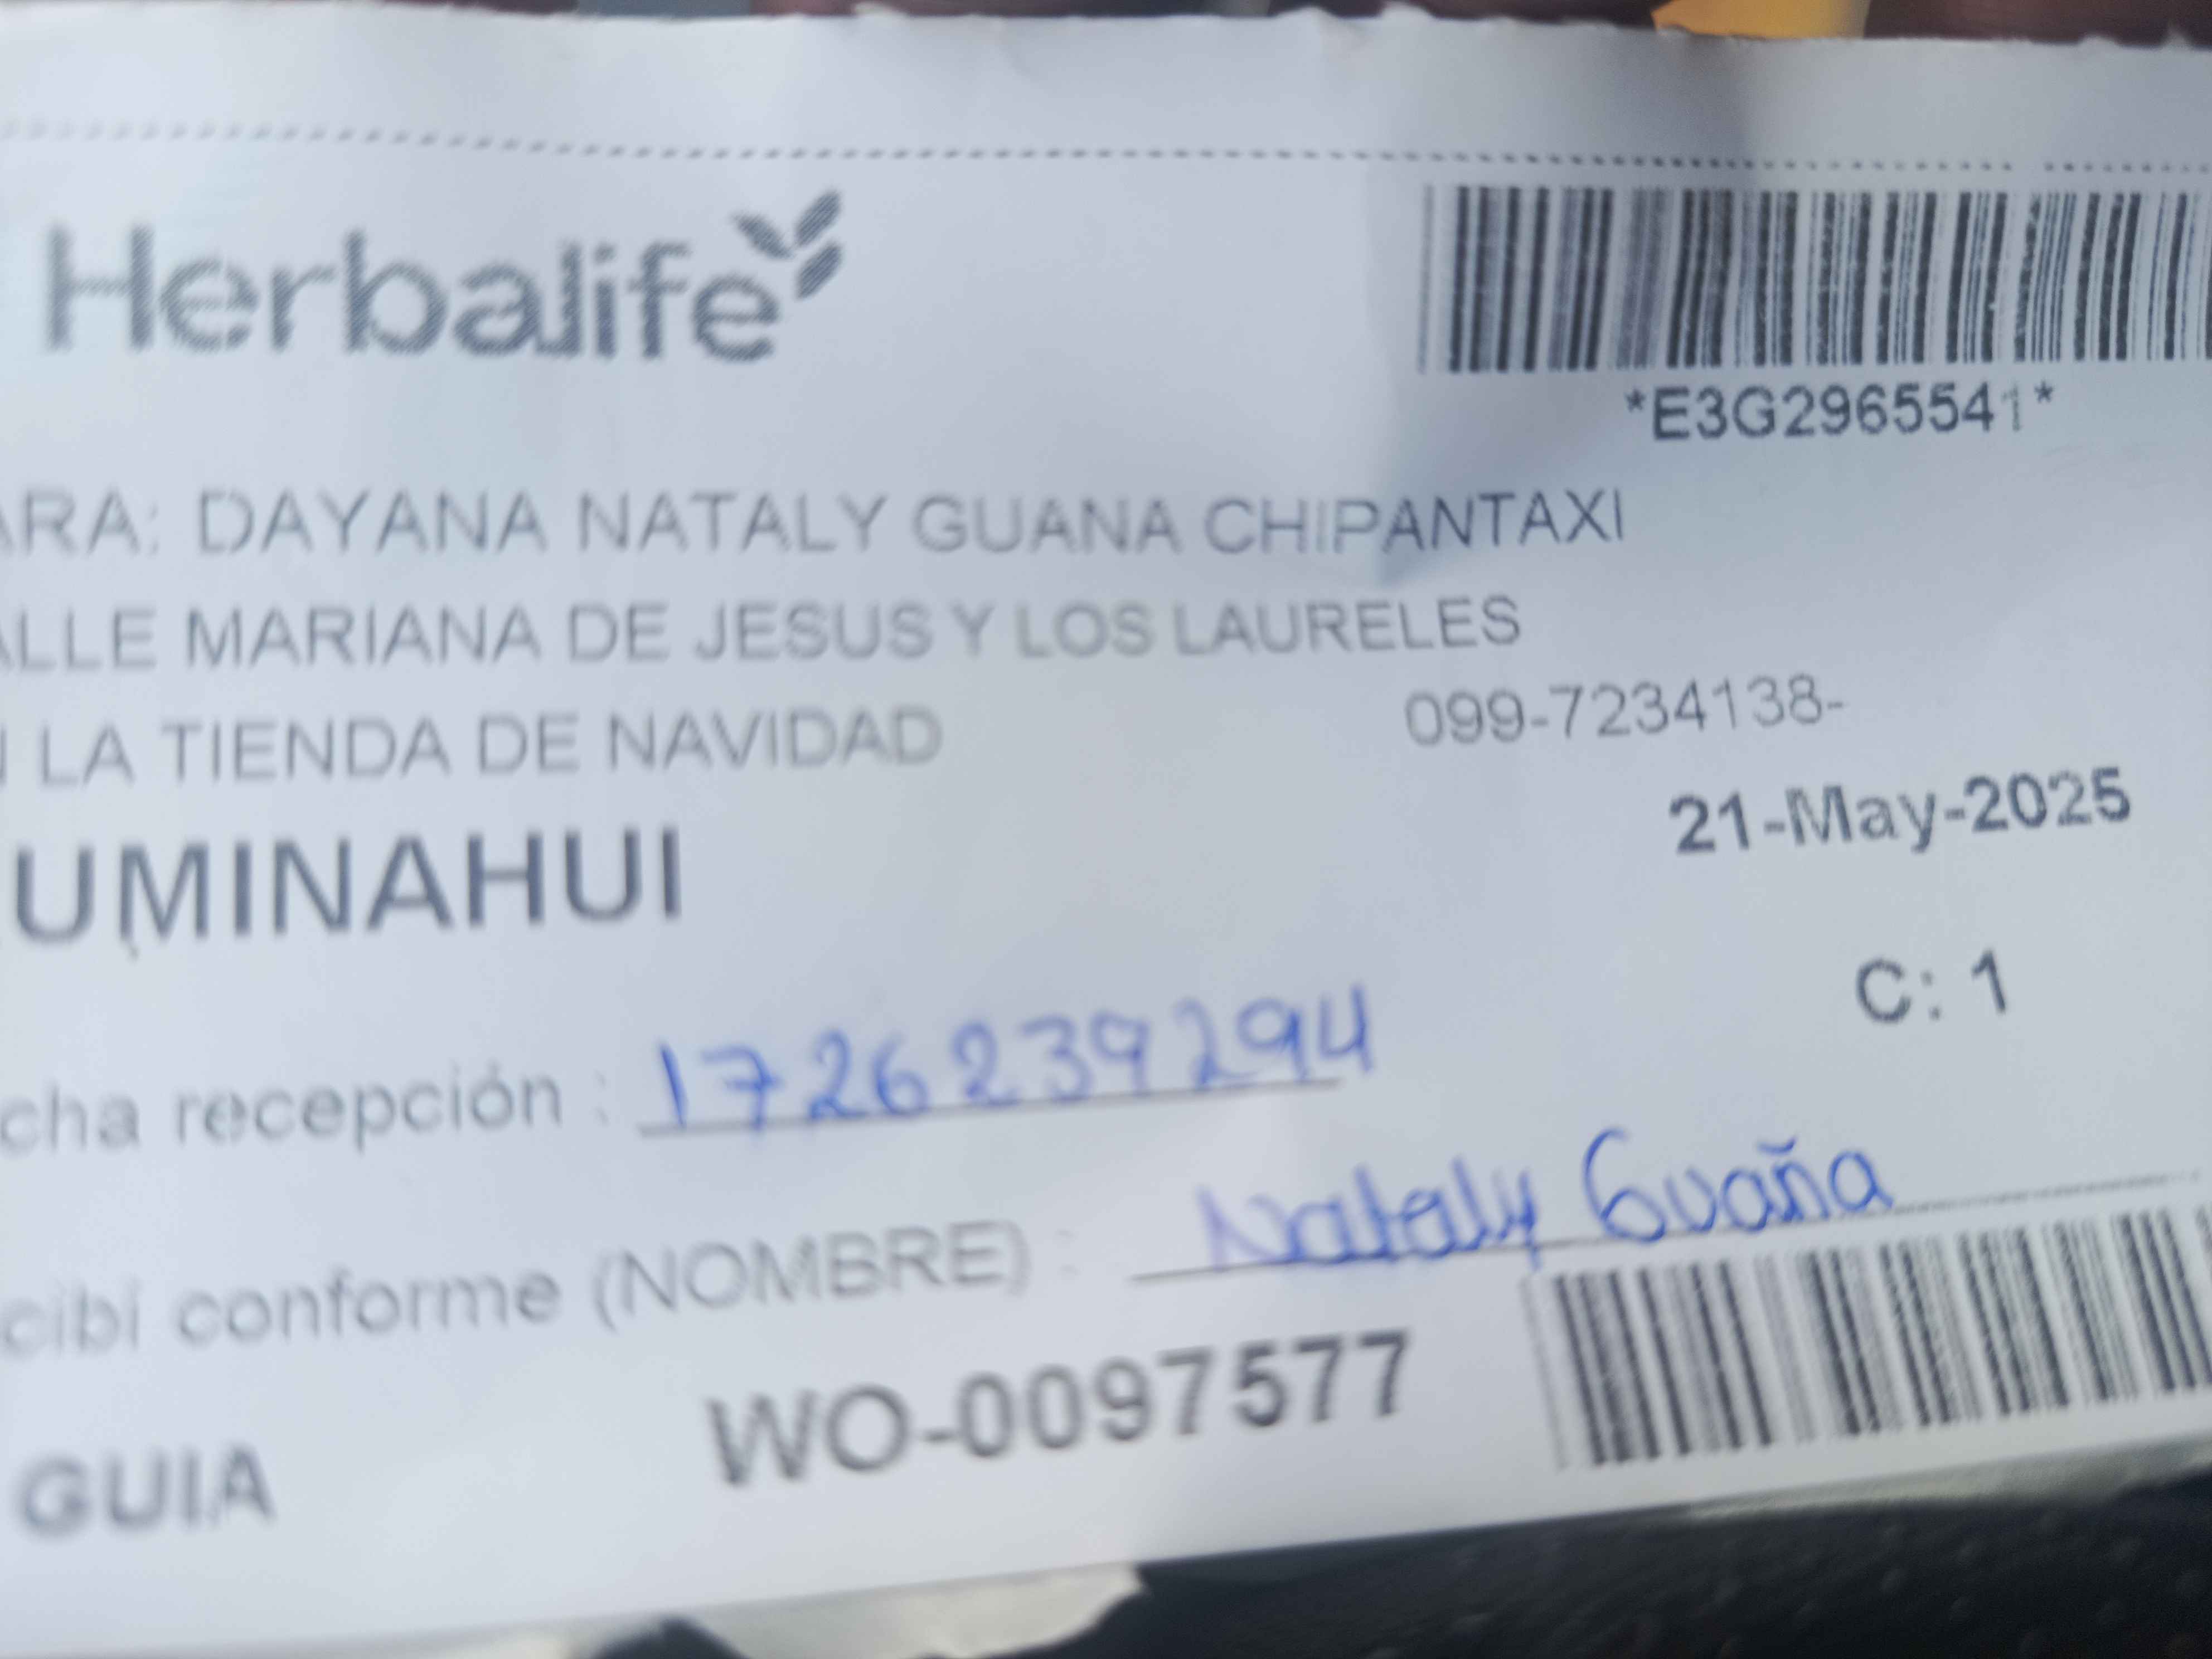 Herbalife
*E3G2965541*
ARA: DAYANA NATALY GUANA CHIPANTAXI
ALLE MARIANA DE JESUS Y LOS LAURELES
N LA TIENDA DE NAVIDAD 099-7234138-
21-May-2025
UMINAHUI
C: 1
cha recepción : 1726239294
cibí conforme (NOMBRE) : Nataly Guaña
GUIA WO-0097577